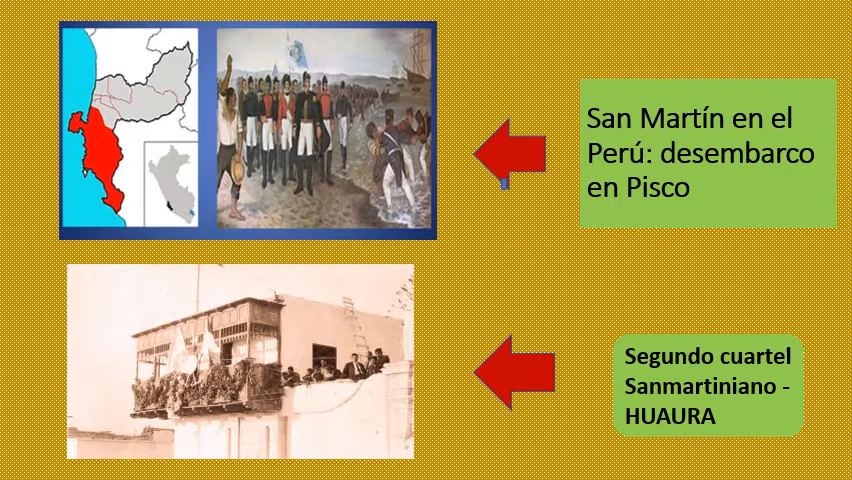 San Martín en el
Perú: desembarco
en Pisco
Segundo cuartel
Sanmartiniano -
HUAURA